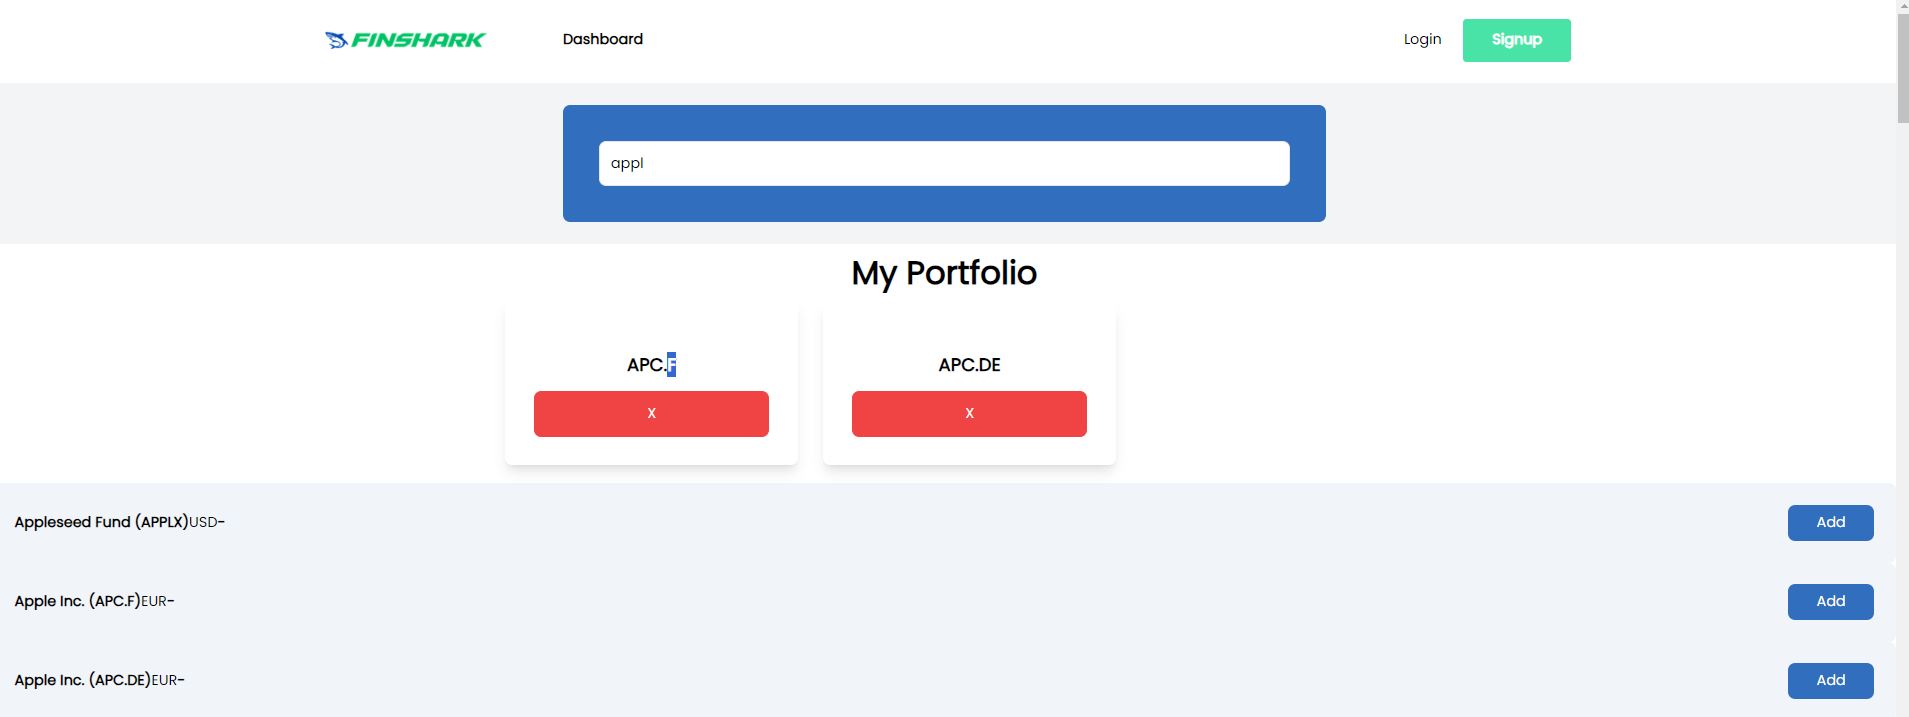 FINSHARK Dashboard Login Signup
appl
My Portfolio
APC.F APC.DE
X X
Appleseed Fund (APPLX)USD- Add
Apple Inc. (APC.F)EUR- Add
Apple Inc. (APC.DE)EUR- Add